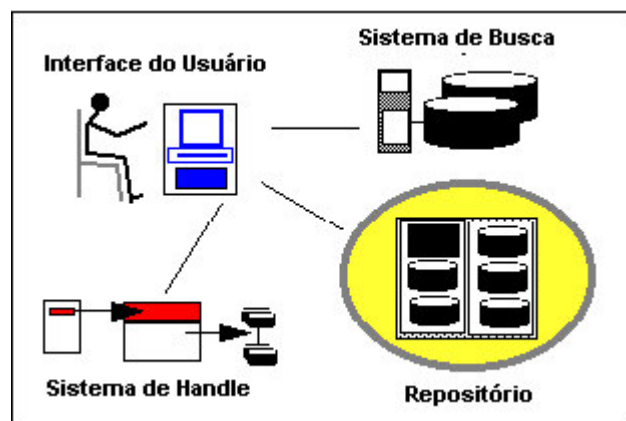 Sistema de Busca
Interface do Usuário
Sistema de Handle
Repositório